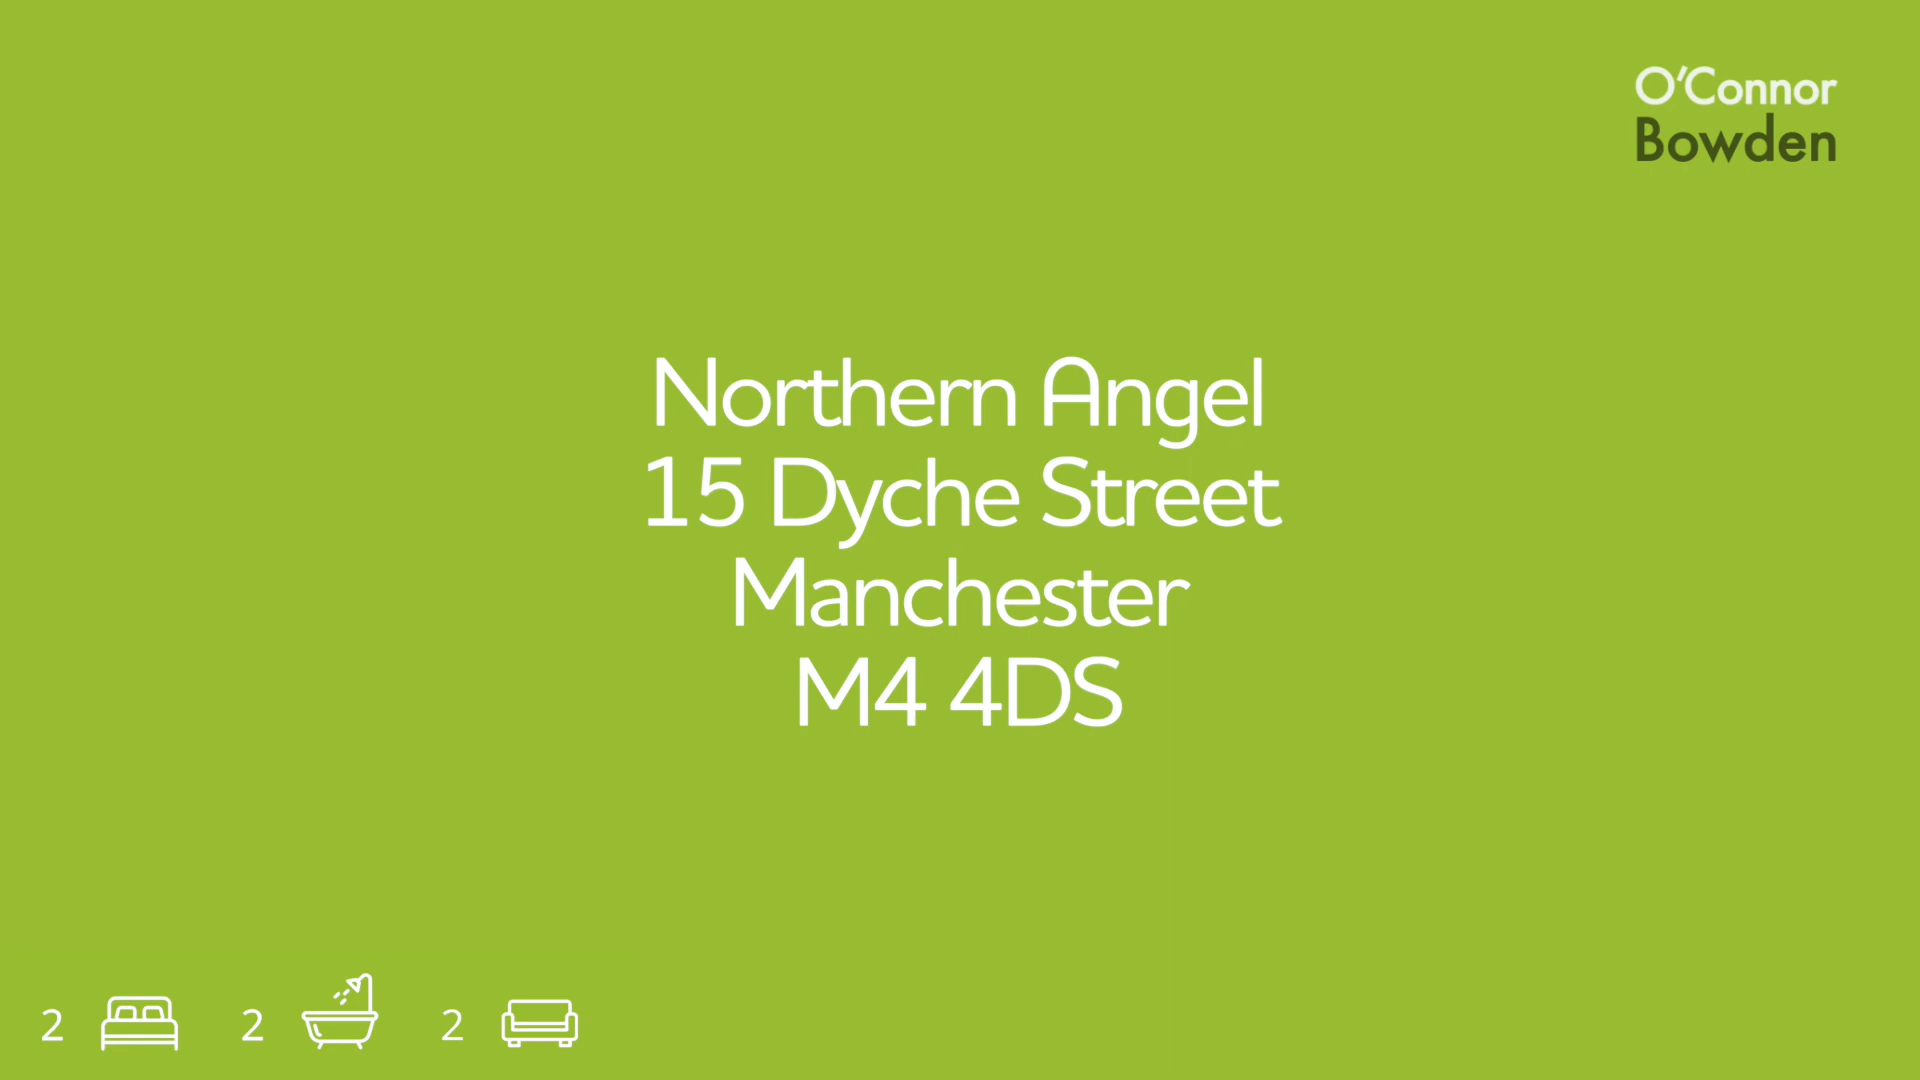 O'Connor
Bowden
Northern Angel
15 Dyche Street
Manchester
M4 4DS
2 2 2